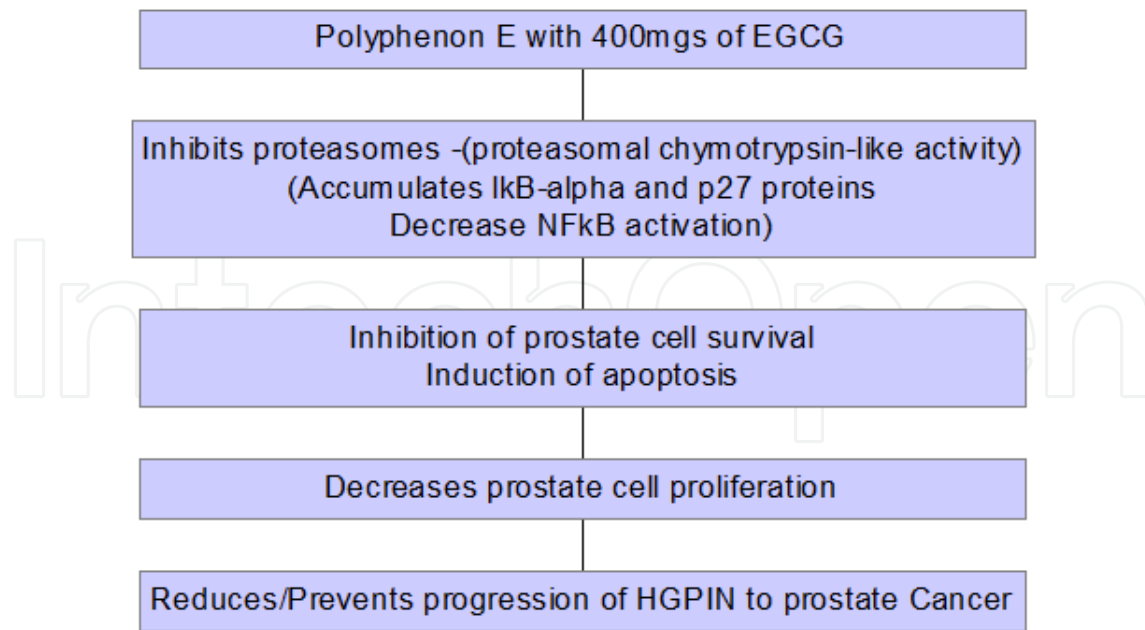 Polyphenon E with 400mgs of EGCG
Inhibits proteasomes -(proteasomal chymotrypsin-like activity)
(Accumulates IkB-alpha and p27 proteins
Decrease NFkB activation)
IntechOpen
Inhibition of prostate cell survival
Induction of apoptosis
Decreases prostate cell proliferation
Reduces/Prevents progression of HGPIN to prostate Cancer